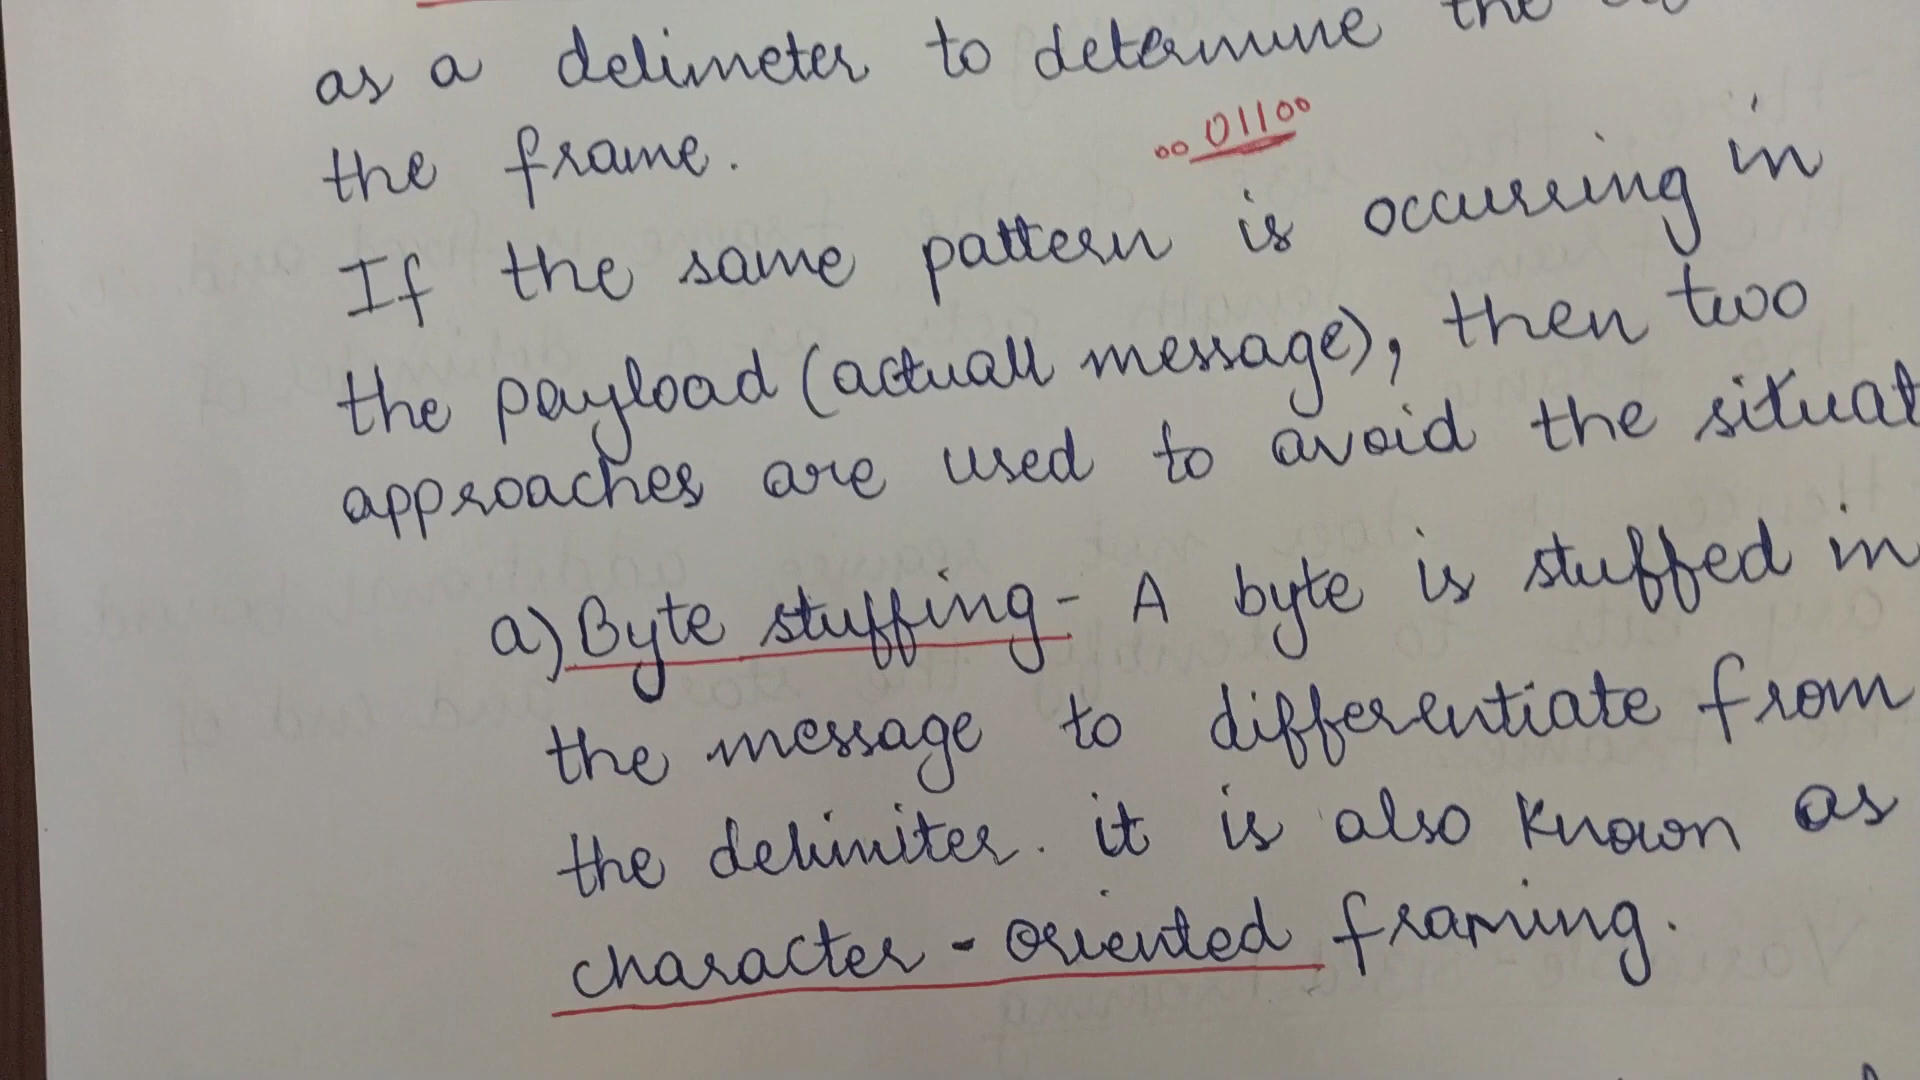 as a delimeter to determine the
the frame.
00 01100
If the same pattern is occurring in
the payload (actuall message), then two
approaches are used to avoid the situat
a) Byte stuffing - A byte is stuffed in
the message to differentiate from
the delimiter. it is also known as
character - oriented framing.